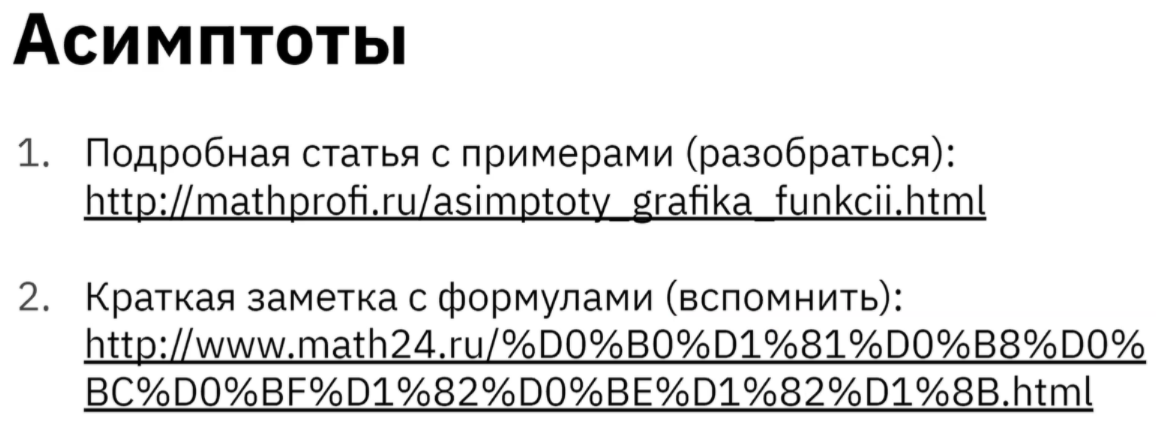 Асимптоты
1. Подробная статья с примерами (разобраться):
http://mathprofi.ru/asimptoty_grafika_funkcii.html
2. Краткая заметка с формулами (вспомнить):
http://www.math24.ru/%D0%B0%D1%81%D0%B8%D0%
BC%D0%BF%D1%82%D0%BE%D1%82%D1%8B.html